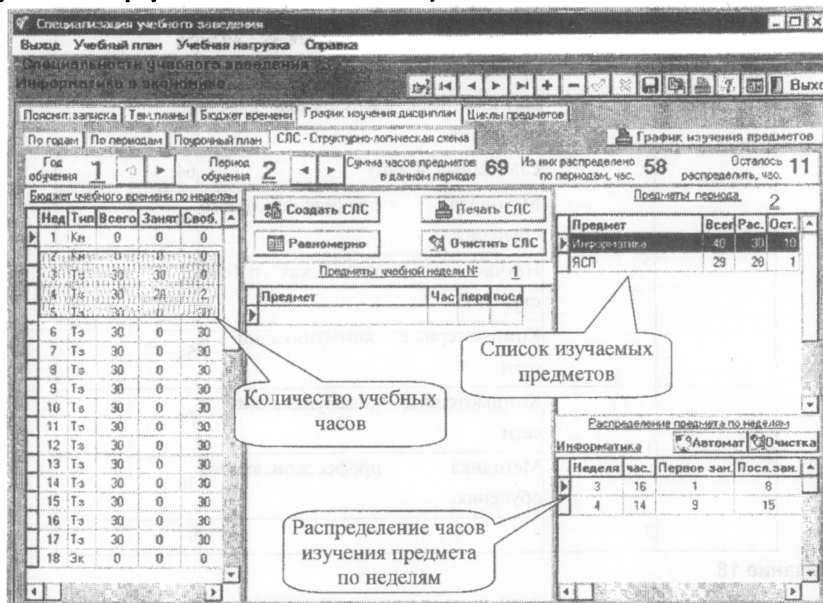 Специализация учебного заведения
Выход Учебный план Учебная нагрузка Справка
Специальности учебного заведения
Информатика в экономике
Выхо
Пояснит. записка Тем.планы Бюджет времени График изучения дисциплин Циклы предметов
По годам По периодам Поурочный план СЛС - Структурно-логическая схема График изучения предметов
Год обучения 1 Период обучения 2 Сумма часов предметов в данном периоде 69 Из них распределено по периодам, час. 58 Осталось распределить, час. 11
Бюджет учебного времени по неделям
Нед Тип Всего Занят Своб.
1 Кн 0 0 0
2 Кн 0 0 0
3 Тз 30 30 0
4 Тз 30 28 2
5 Тз 30 0 30
6 Тз 30 0 30
7 Тз 30 0 30
8 Тз 30 0 30
9 Тз 30 0 30
10 Тз 30 0 30
11 Тз 30 0 30
12 Тз 30 0 30
13 Тз 30 0 30
14 Тз 30 0 30
15 Тз 30 0 30
16 Тз 30 0 30
17 Тз 30 0 30
18 Эк 0 0 0
Создать СЛС Печать СЛС
Равномерно Очистить СЛС
Предметы учебной недели № 1
Предмет Час перв посл
Количество учебных
часов
Предметы периода 2
Предмет Всег Рас. Ост.
Информатика 40 30 10
ЯСП 29 28 1
Список изучаемых
предметов
Распределение предмета по неделям
Информатика Автомат Очистка
Неделя час. Первое зан. Посл.зан.
3 16 1 8
4 14 9 15
Распределение часов
изучения предмета
по неделям